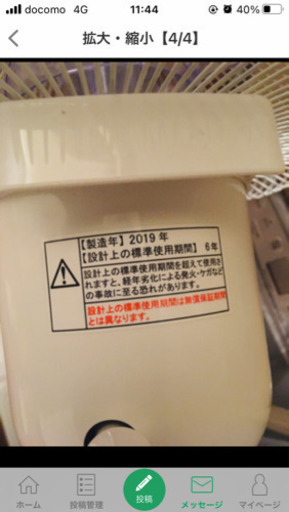 docomo 4G 11:44 40%
拡大・縮小【4/4】
【製造年】2019 年
【設計上の標準使用期間】 6年
設計上の標準使用期間を超えて使用さ
れますと、経年劣化による発火・ケガなど
の事故に至る恐れがあります。
設計上の標準使用期間は無償保証期間
とは異なります。
ホーム 投稿管理 投稿 メッセージ マイページ